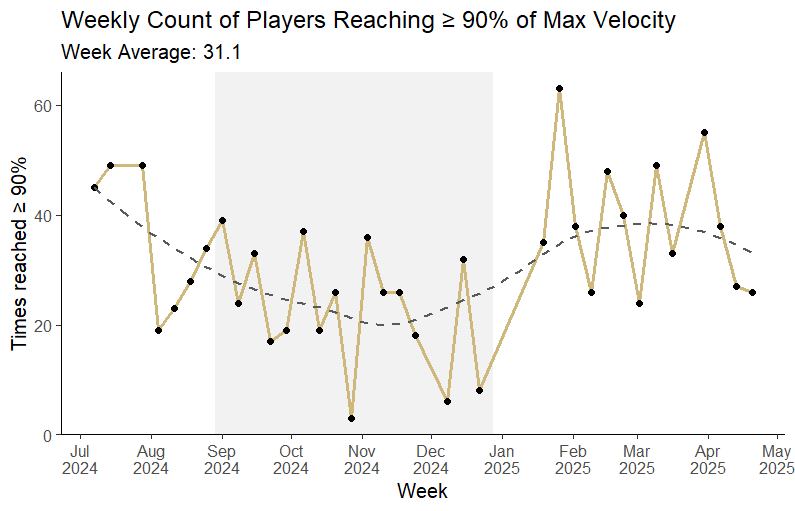 Weekly Count of Players Reaching ≥ 90% of Max Velocity
Week Average: 31.1
Times reached ≥ 90%
60
40
20
0
Jul Aug Sep Oct Nov Dec Jan Feb Mar Apr May
2024 2024 2024 2024 2024 2024 2025 2025 2025 2025 2025
Week